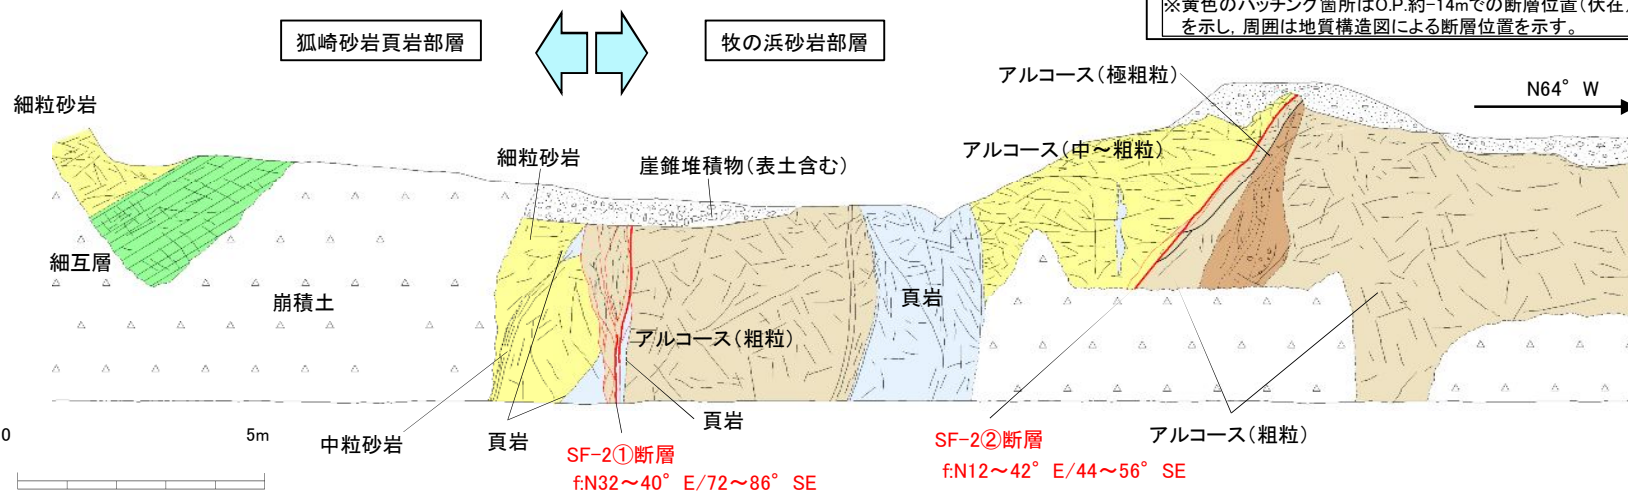 ※黄色のハッチング箇所はO.P.約-14mでの断層位置(伏在)
を示し，周囲は地質構造図による断層位置を示す。
狐崎砂岩頁岩部層
牧の浜砂岩部層
アルコース(極粗粒)
N64° W
細粒砂岩
細粒砂岩
崖錐堆積物(表土含む)
アルコース(中～粗粒)
細互層
崩積土
頁岩
アルコース(粗粒)
0
5m
中粒砂岩
頁岩
頁岩
SF-2①断層
f:N32～40° E/72～86° SE
SF-2②断層
f:N12～42° E/44～56° SE
アルコース(粗粒)